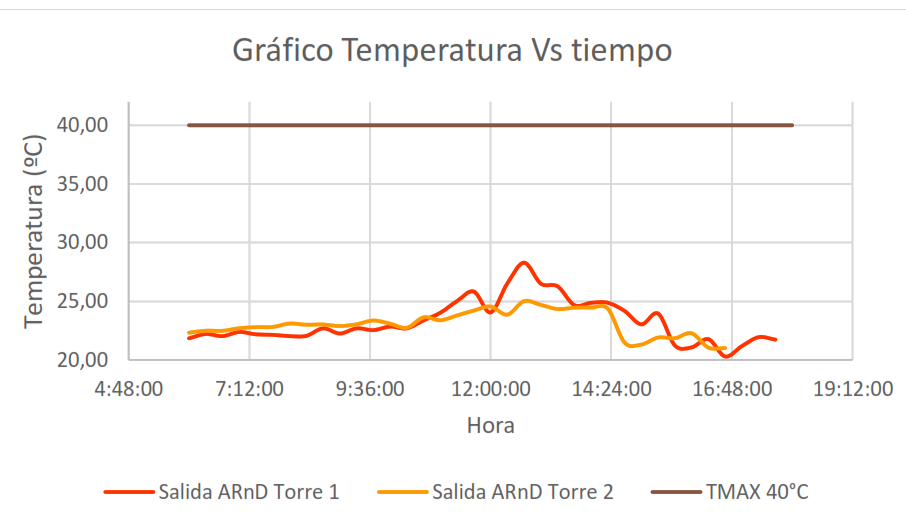 Gráfico Temperatura Vs tiempo
Temperatura (ºC)
40,00
35,00
30,00
25,00
20,00
4:48:00 7:12:00 9:36:00 12:00:00 14:24:00 16:48:00 19:12:00
Hora
Salida ARnD Torre 1 Salida ARnD Torre 2 TMAX 40°C